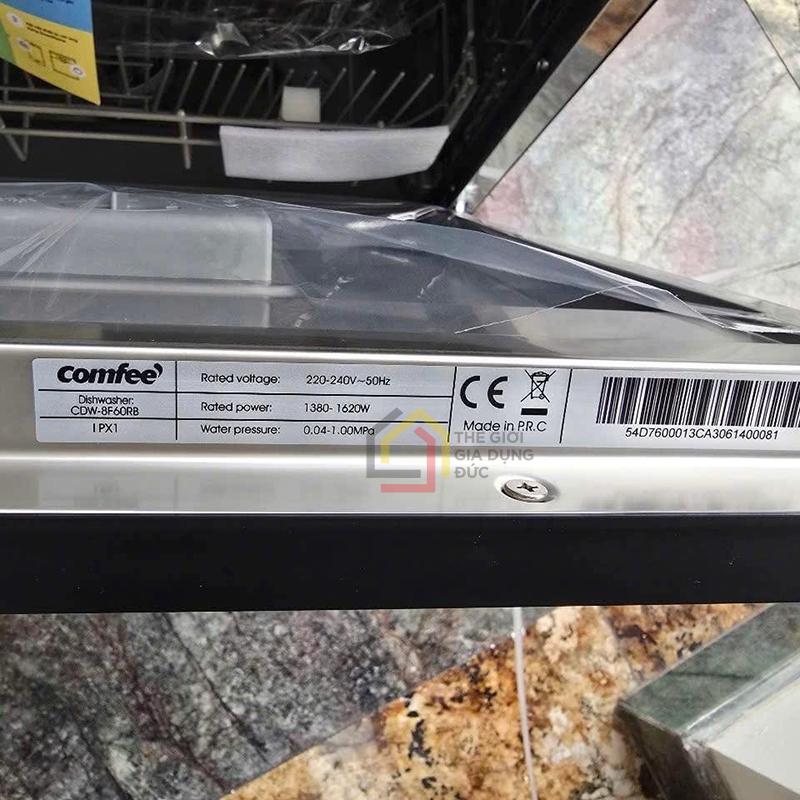 comfee'
Dishwasher:
CDW-8F60RB
IPX1
Rated voltage: 220-240V~50Hz
Rated power: 1380- 1620W
Water pressure: 0.04-1.00MPa
CE
Made in P.R.C
54D7600013CA3061400081
THẾ GIỚI
GIA DỤNG
ĐỨC